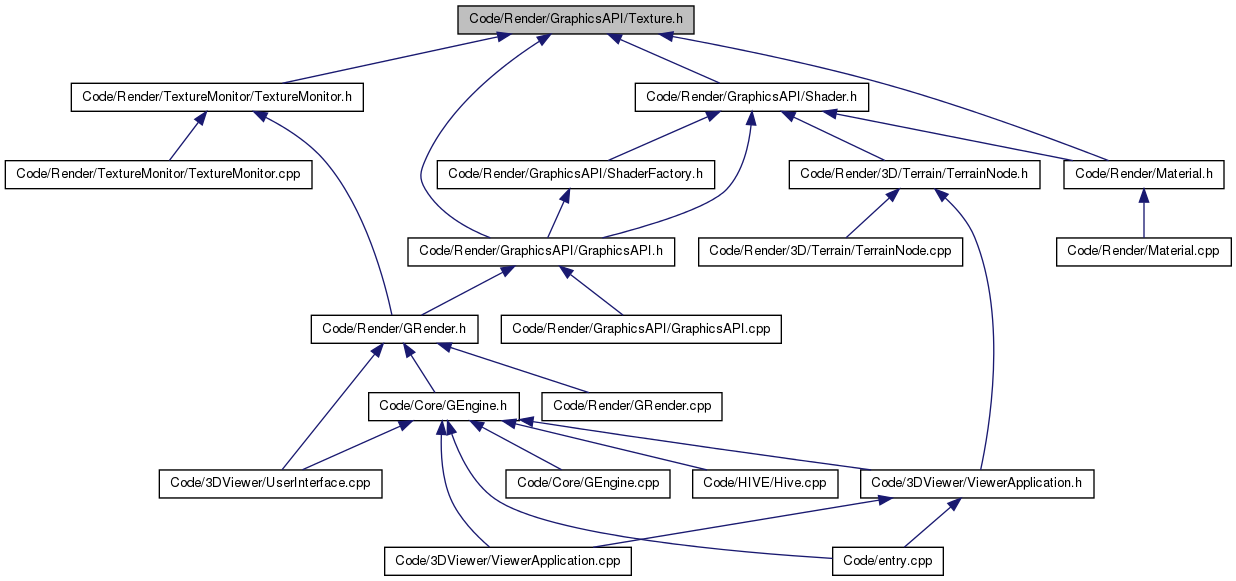 Code/Render/GraphicsAPI/Texture.h
Code/Render/TextureMonitor/TextureMonitor.h
Code/Render/GraphicsAPI/Shader.h
Code/Render/TextureMonitor/TextureMonitor.cpp
Code/Render/GraphicsAPI/ShaderFactory.h
Code/Render/3D/Terrain/TerrainNode.h
Code/Render/Material.h
Code/Render/GraphicsAPI/GraphicsAPI.h
Code/Render/3D/Terrain/TerrainNode.cpp
Code/Render/Material.cpp
Code/Render/GRender.h
Code/Render/GraphicsAPI/GraphicsAPI.cpp
Code/Core/GEngine.h
Code/Render/GRender.cpp
Code/3DViewer/UserInterface.cpp
Code/Core/GEngine.cpp
Code/HIVE/Hive.cpp
Code/3DViewer/ViewerApplication.h
Code/3DViewer/ViewerApplication.cpp
Code/entry.cpp